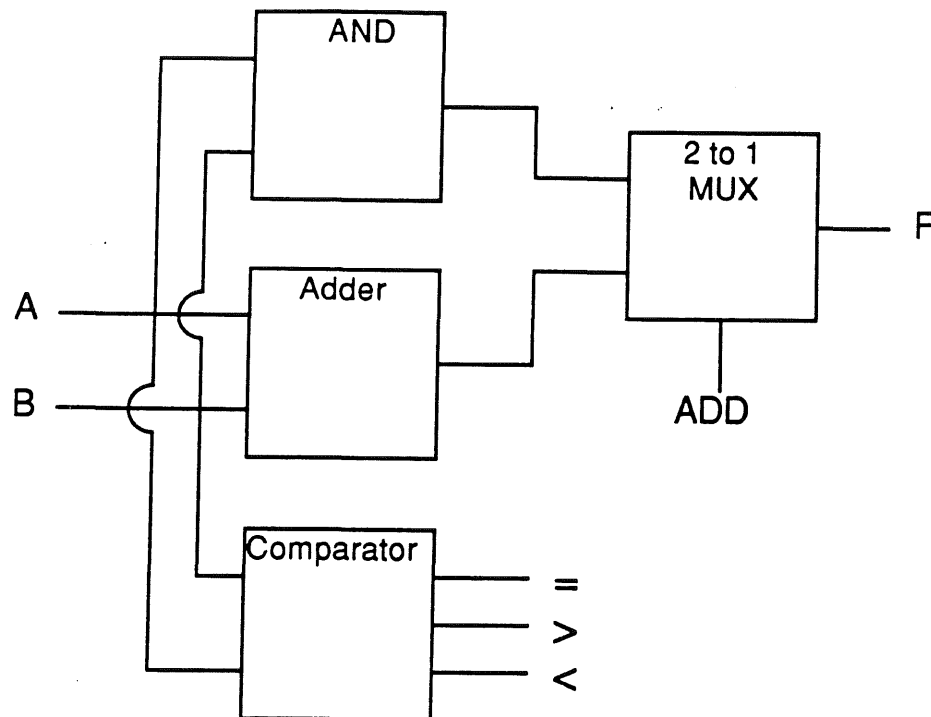 AND
2 to 1
MUX
F
Adder
A
B
ADD
Comparator
=
>
<